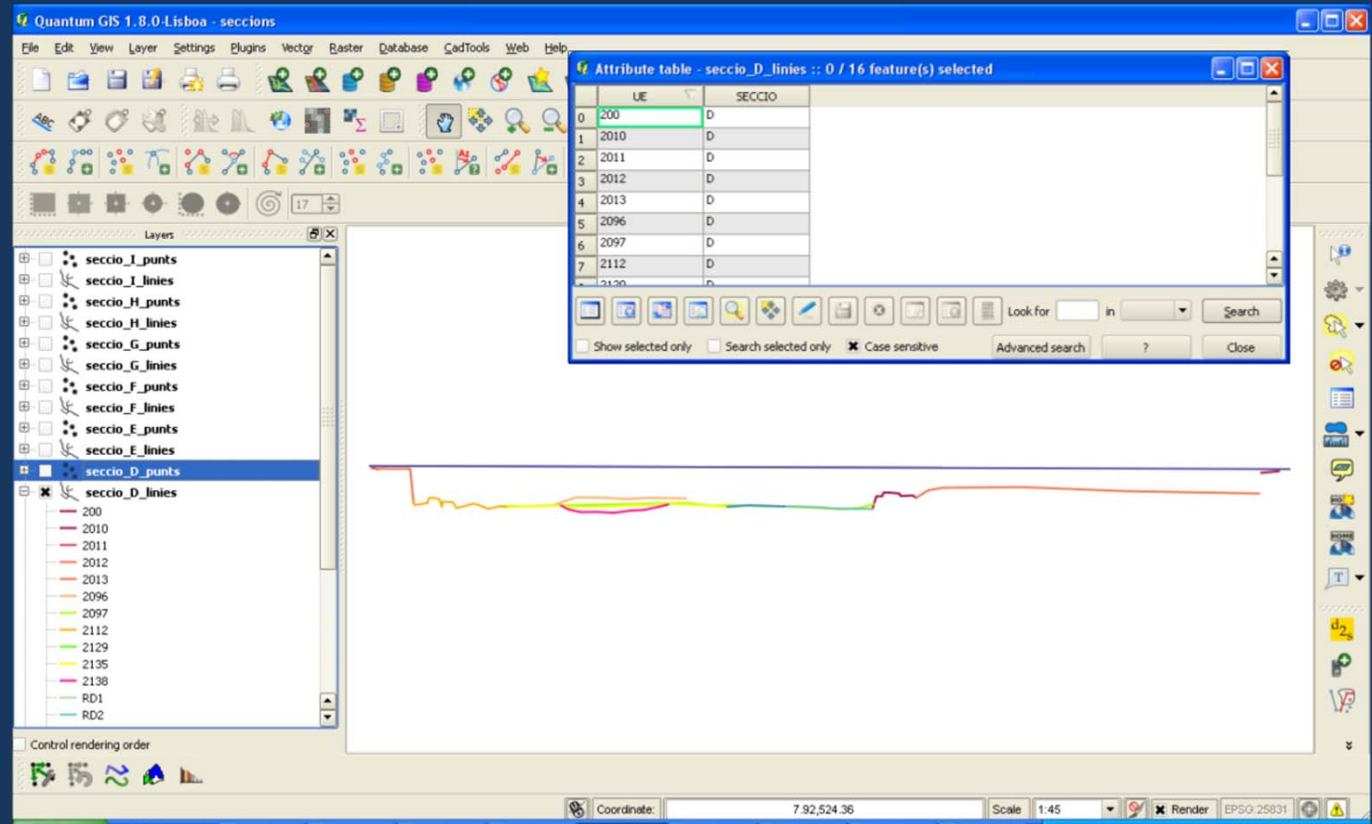 Quantum GIS 1.8.0-Lisboa - seccions
File Edit View Layer Settings Plugins Vector Raster Database CadTools Web Help
Attribute table - seccio_D_linies :: 0 / 16 feature(s) selected
UE SECCIO
0 200 D
1 2010 D
2 2011 D
3 2012 D
4 2013 D
5 2096 D
6 2097 D
7 2112 D
2129 D
Look for in Search
Show selected only Search selected only Case sensitive Advanced search ? Close
ABC
17
Layers
seccio_I_punts
seccio_I_linies
seccio_H_punts
seccio_H_linies
seccio_G_punts
seccio_G_linies
seccio_F_punts
seccio_F_linies
seccio_E_punts
seccio_E_linies
seccio_D_punts
seccio_D_linies
200
2010
2011
2012
2013
2096
2097
2112
2129
2135
2138
RD1
RD2
Control rendering order
HOME
T
d2s
Coordinate: 7.92,524.36 Scale 1:45 Render EPSG:25831